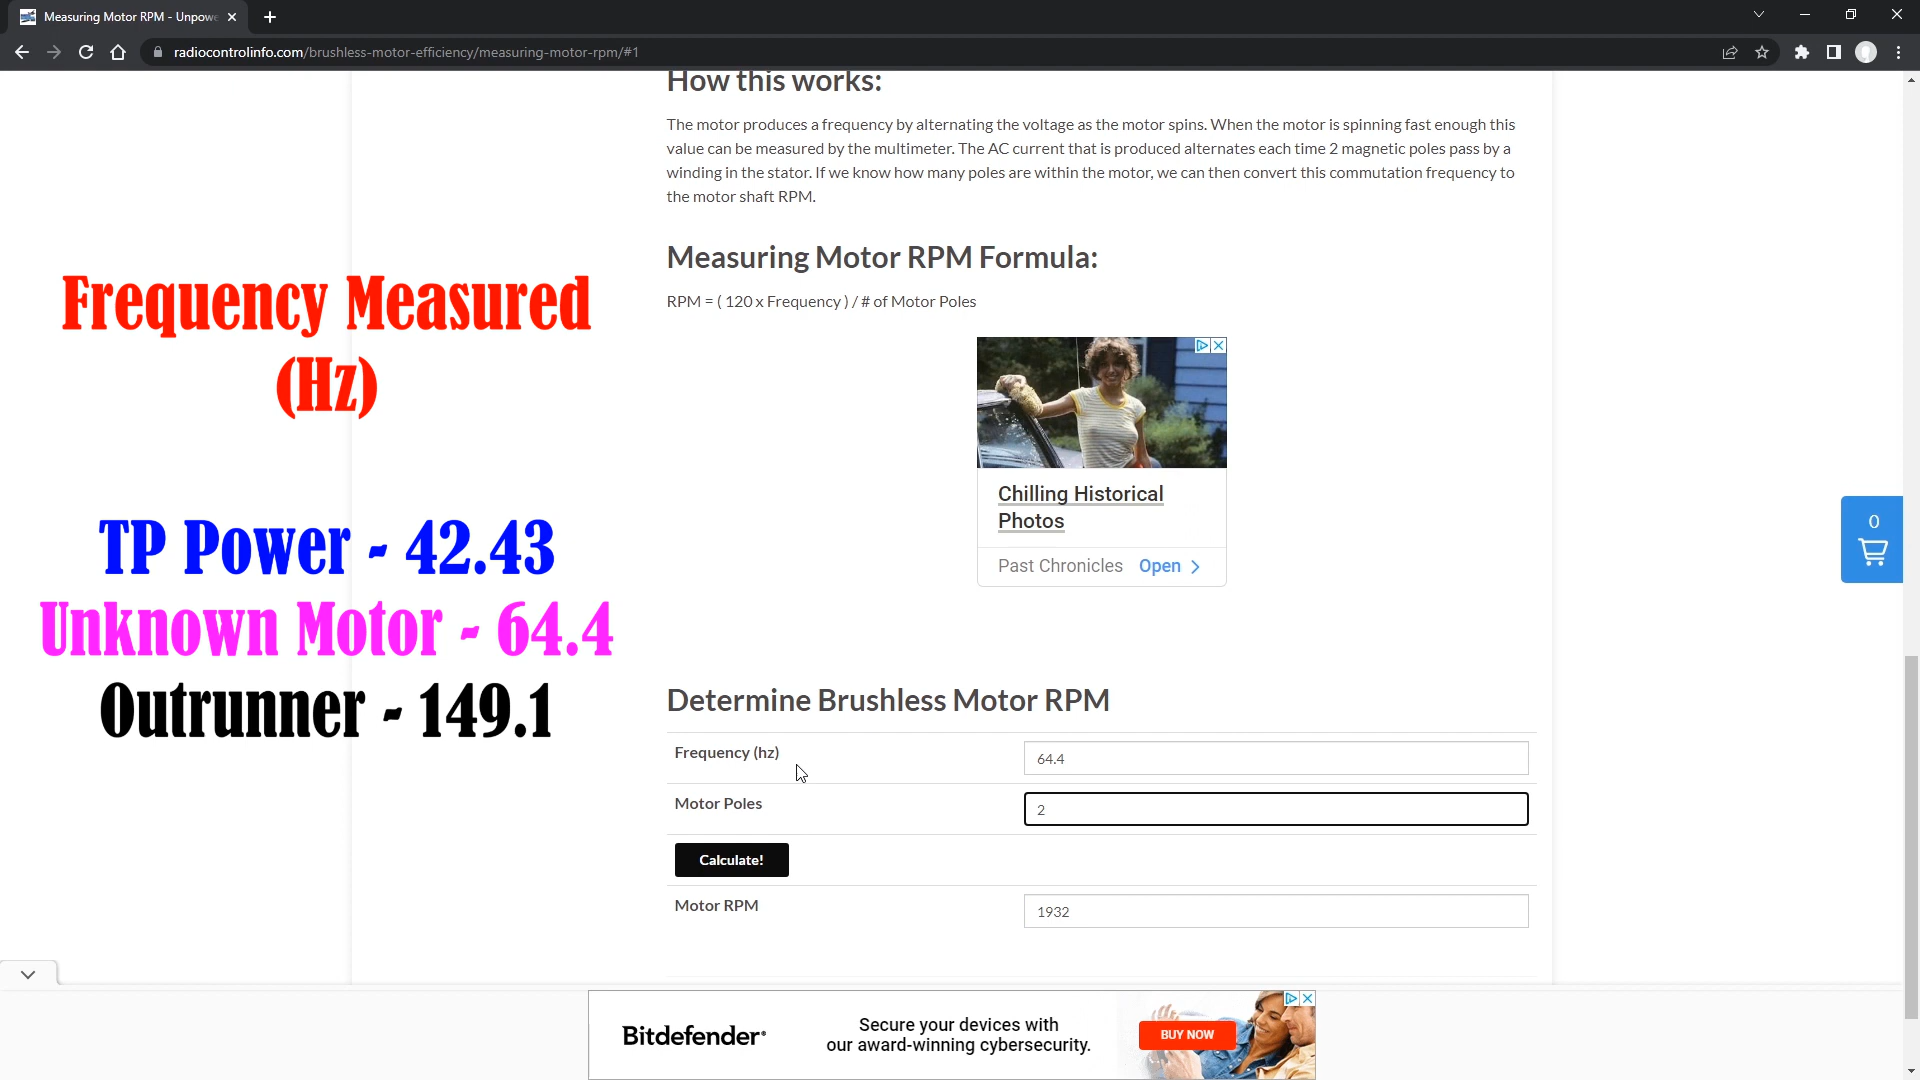 Measuring Motor RPM - Unpowe
radiocontrolinfo.com/brushless-motor-efficiency/measuring-motor-rpm/#1
How this works:
The motor produces a frequency by alternating the voltage as the motor spins. When the motor is spinning fast enough this
value can be measured by the multimeter. The AC current that is produced alternates each time 2 magnetic poles pass by a
winding in the stator. If we know how many poles are within the motor, we can then convert this commutation frequency to
the motor shaft RPM.
Measuring Motor RPM Formula:
RPM = ( 120 x Frequency ) / # of Motor Poles
Frequency Measured
(Hz)
TP Power - 42.43
Unknown Motor - 64.4
Outrunner - 149.1
Chilling Historical
Photos
Past Chronicles Open
0
Determine Brushless Motor RPM
Frequency (hz) 64.4
Motor Poles 2
Calculate!
Motor RPM 1932
Bitdefender®
Secure your devices with
our award-winning cybersecurity.
BUY NOW